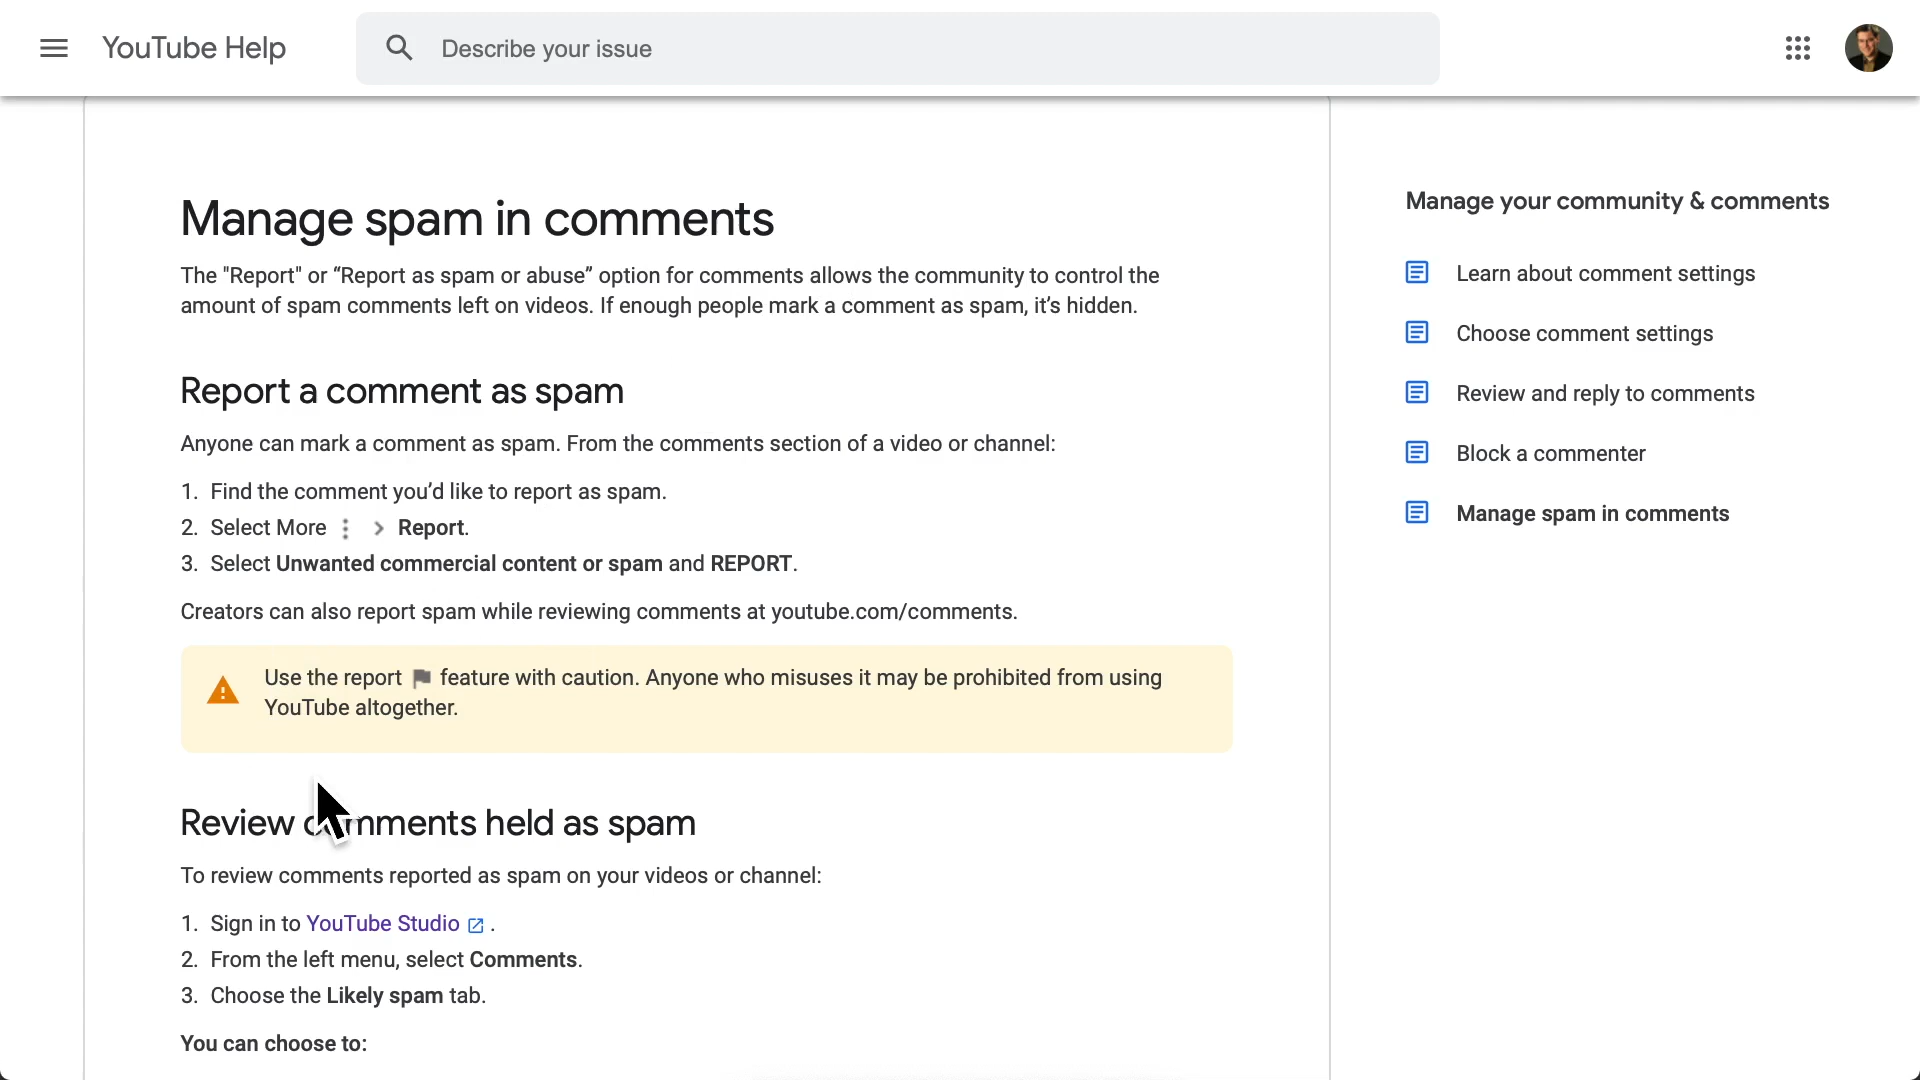 YouTube Help
Describe your issue
Manage spam in comments
The "Report" or “Report as spam or abuse” option for comments allows the community to control the
amount of spam comments left on videos. If enough people mark a comment as spam, it’s hidden.
Report a comment as spam
Anyone can mark a comment as spam. From the comments section of a video or channel:
1. Find the comment you’d like to report as spam.
2. Select More > Report.
3. Select Unwanted commercial content or spam and REPORT.
Creators can also report spam while reviewing comments at youtube.com/comments.
Use the report feature with caution. Anyone who misuses it may be prohibited from using
YouTube altogether.
Review comments held as spam
To review comments reported as spam on your videos or channel:
1. Sign in to YouTube Studio .
2. From the left menu, select Comments.
3. Choose the Likely spam tab.
You can choose to:
Manage your community & comments
Learn about comment settings
Choose comment settings
Review and reply to comments
Block a commenter
Manage spam in comments